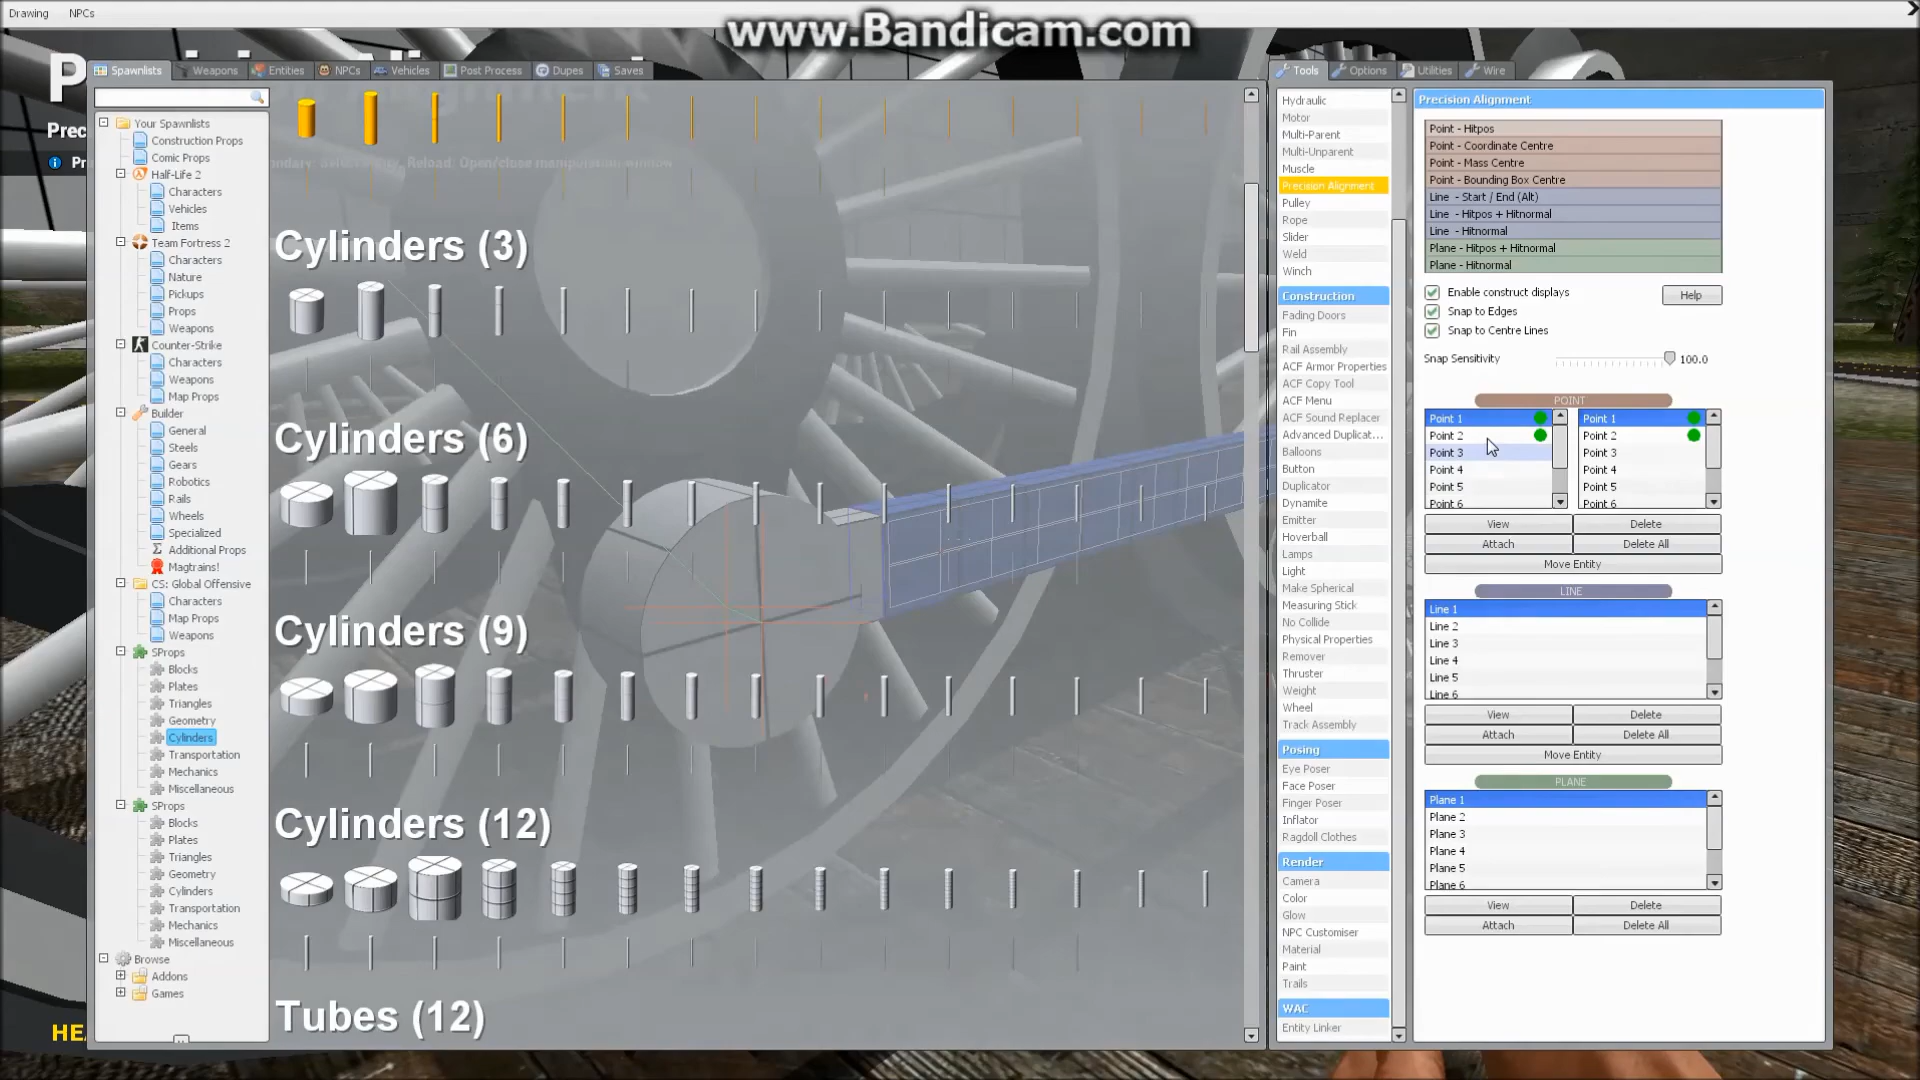 Drawing NPCs
www.Bandicam.com
Spawnlists Weapons Entities NPCs Vehicles Post Process Dupes Saves
Your Spawnlists
Construction Props
Comic Props
Half-Life 2
Characters
Vehicles
Items
Team Fortress 2
Characters
Nature
Pickups
Props
Weapons
Counter-Strike
Characters
Weapons
Map Props
Builder
General
Steels
Gears
Robotics
Rails
Wheels
Specialized
Additional Props
Magtrains!
CS: Global Offensive
Characters
Map Props
Weapons
SProps
Blocks
Plates
Triangles
Geometry
Cylinders
Transportation
Mechanics
Miscellaneous
SProps
Blocks
Plates
Triangles
Geometry
Cylinders
Transportation
Mechanics
Miscellaneous
Browse
Addons
Games
Reload: Open/close manipulation window
Cylinders (3)
Cylinders (6)
Cylinders (9)
Cylinders (12)
Tubes (12)
Tools Options Utilities Wire
Hydraulic
Motor
Multi-Parent
Multi-Unparent
Muscle
Precision Alignment
Pulley
Rope
Slider
Weld
Winch
Construction
Fading Doors
Fin
Rail Assembly
ACF Armor Properties
ACF Copy Tool
ACF Menu
ACF Sound Replacer
Advanced Duplicat...
Balloons
Button
Duplicator
Dynamite
Emitter
Hoverball
Lamps
Light
Make Spherical
Measuring Stick
No Collide
Physical Properties
Remover
Thruster
Weight
Wheel
Track Assembly
Posing
Eye Poser
Face Poser
Finger Poser
Inflator
Ragdoll Clothes
Render
Camera
Color
Glow
NPC Customiser
Material
Paint
Trails
WAC
Entity Linker
Precision Alignment
Point - Hitpos
Point - Coordinate Centre
Point - Mass Centre
Point - Bounding Box Centre
Line - Start / End (Alt)
Line - Hitpos + Hitnormal
Line - Hitnormal
Plane - Hitpos + Hitnormal
Plane - Hitnormal
Enable construct displays Help
Snap to Edges
Snap to Centre Lines
Snap Sensitivity 100.0
POINT
Point 1 Point 1
Point 2 Point 2
Point 3 Point 3
Point 4 Point 4
Point 5 Point 5
Point 6 Point 6
View Delete
Attach Delete All
Move Entity
LINE
Line 1
Line 2
Line 3
Line 4
Line 5
Line 6
View Delete
Attach Delete All
Move Entity
PLANE
Plane 1
Plane 2
Plane 3
Plane 4
Plane 5
Plane 6
View Delete
Attach Delete All